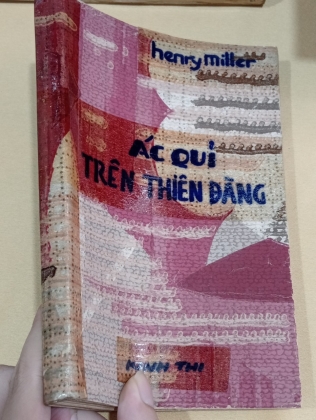 henry miller
ÁC QUỈ
TRÊN THIÊN ĐÀNG
MINH THI